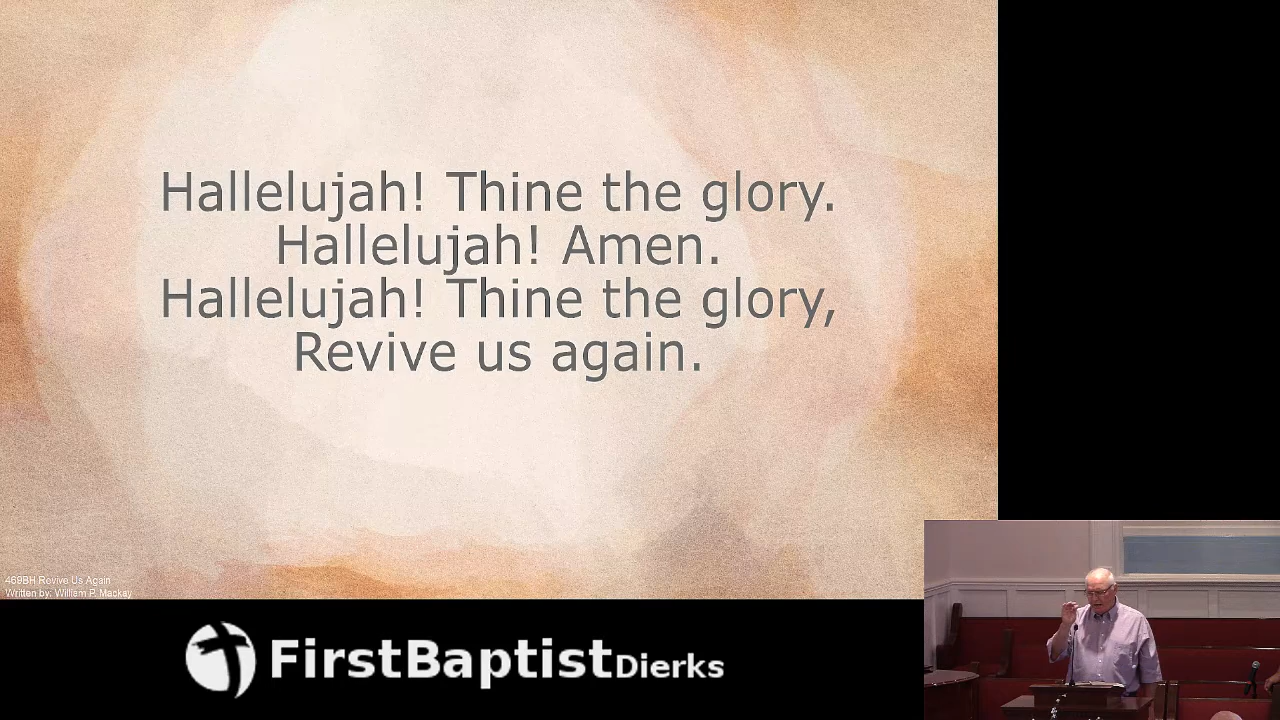 Hallelujah! Thine the glory.
Hallelujah! Amen.
Hallelujah! Thine the glory,
Revive us again.
469BH Revive Us Again
Written by: William P. Mackay
FirstBaptistDierks